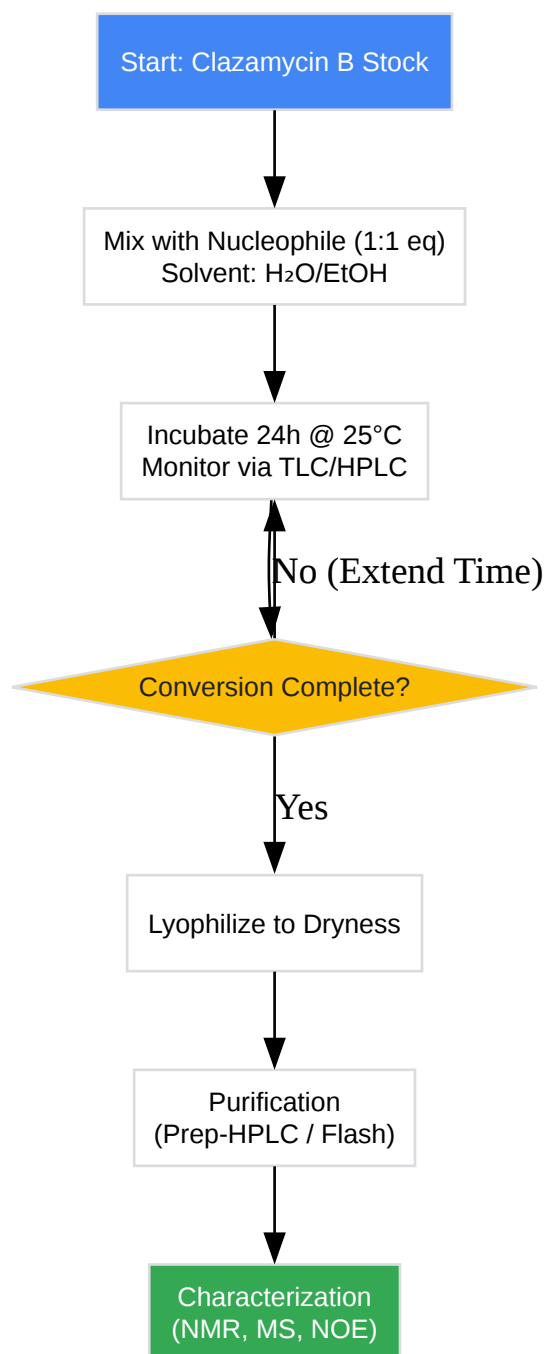 Start: Clazamycin B Stock
Mix with Nucleophile (1:1 eq)
Solvent: H₂O/EtOH
Incubate 24h @ 25°C
Monitor via TLC/HPLC
No (Extend Time)
Conversion Complete?
Yes
Lyophilize to Dryness
Purification
(Prep-HPLC / Flash)
Characterization
(NMR, MS, NOE)